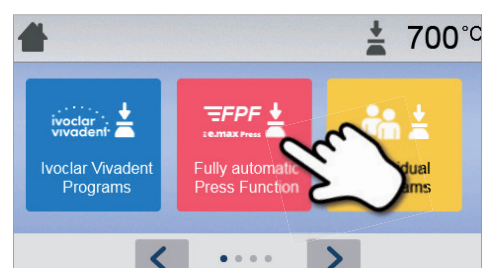 700°C
ivoclar
vivadent
FPF
e.max Press
Ivoclar Vivadent
Programs
Fully automatic
Press Function